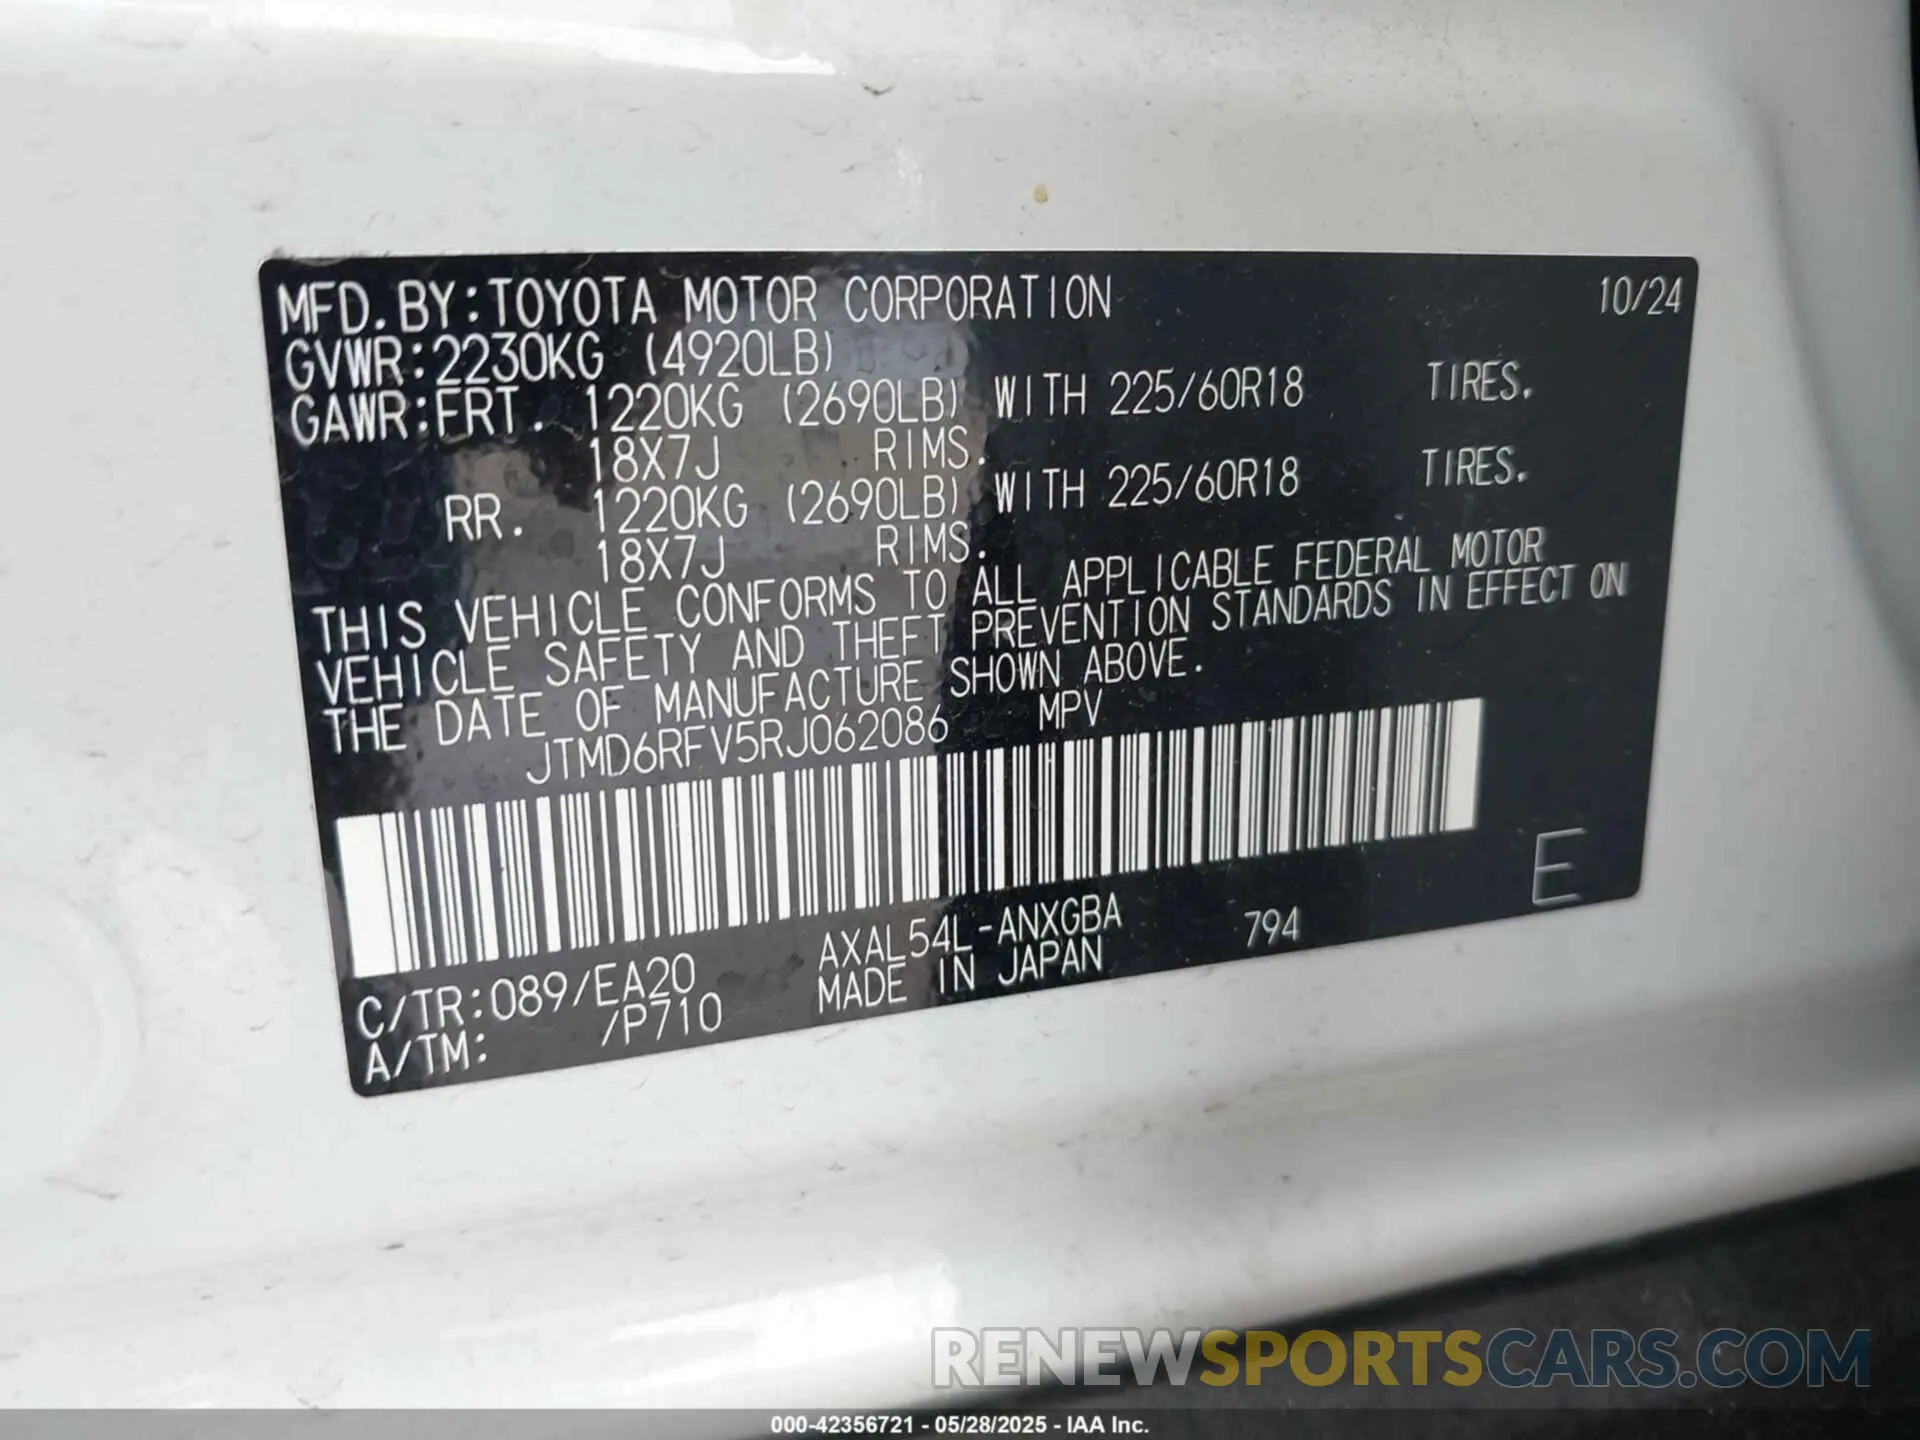 MFD.BY:TOYOTA MOTOR CORPORATION 10/24
GVWR:2230KG (4920LB)
GAWR:FRT. 1220KG (2690LB) WITH 225/60R18 TIRES.
18X7J RIMS.
RR. 1220KG (2690LB) WITH 225/60R18 TIRES.
18X7J RIMS.
THIS VEHICLE CONFORMS TO ALL APPLICABLE FEDERAL MOTOR
VEHICLE SAFETY AND THEFT PREVENTION STANDARDS IN EFFECT ON
THE DATE OF MANUFACTURE SHOWN ABOVE.
JTMD6RFV5RJ062086 MPV
E
C/TR:089/EA20 AXAL54L-ANXGBA 794
A/TM: /P710 MADE IN JAPAN
RENEWSPORTSCARS.COM
000-42356721 - 05/28/2025 - IAA Inc.